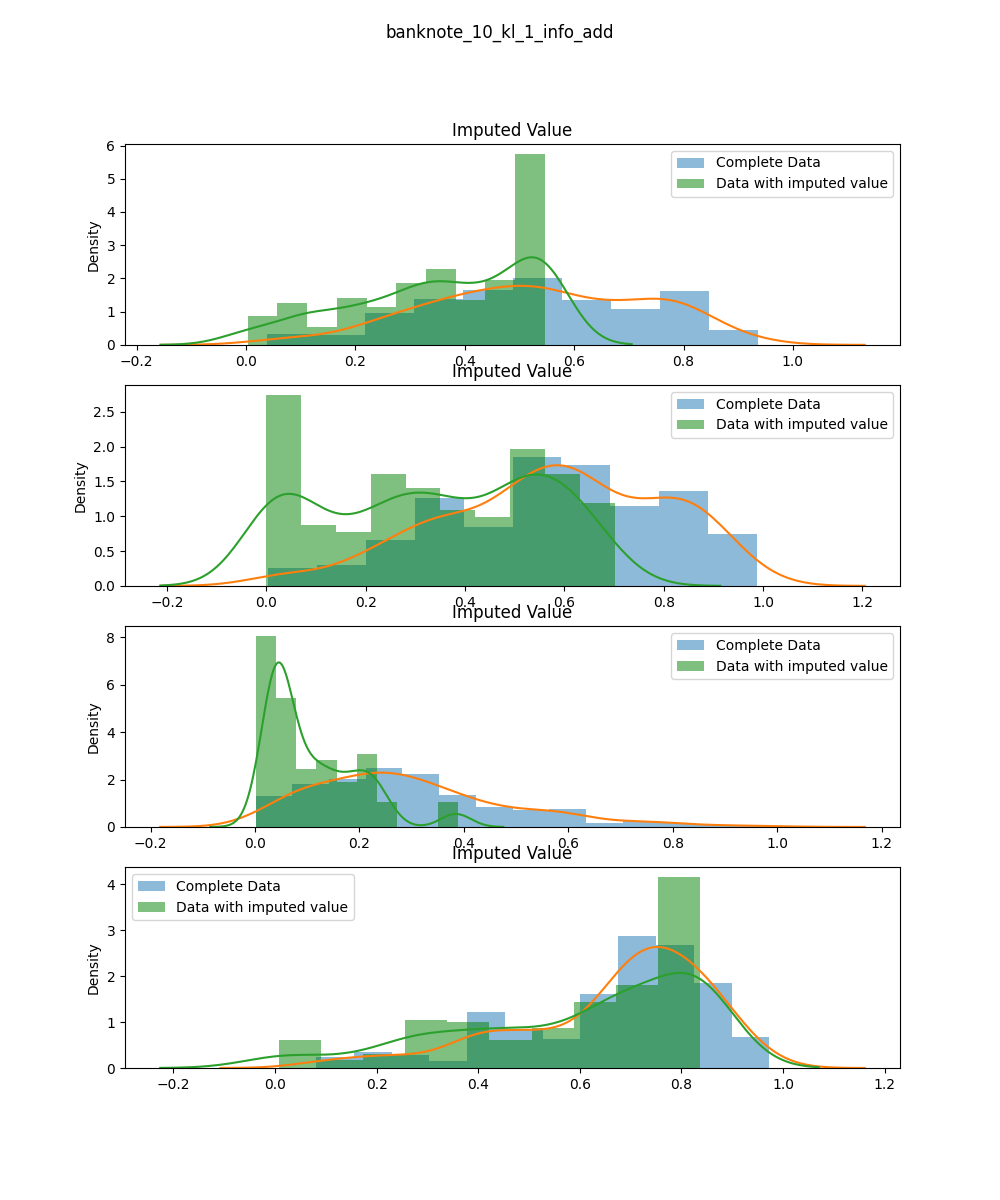 banknote_10_kl_1_info_add
Imputed Value
Density
6
5
4
3
2
1
0
Complete Data
Data with imputed value
−0.2 0.0 0.2 0.4 0.6 0.8 1.0
Imputed Value
Density
2.5
2.0
1.5
1.0
0.5
0.0
Complete Data
Data with imputed value
−0.2 0.0 0.2 0.4 0.6 0.8 1.0 1.2
Imputed Value
Density
8
6
4
2
0
Complete Data
Data with imputed value
−0.2 0.0 0.2 0.4 0.6 0.8 1.0 1.2
Imputed Value
Density
4
3
2
1
0
Complete Data
Data with imputed value
−0.2 0.0 0.2 0.4 0.6 0.8 1.0 1.2